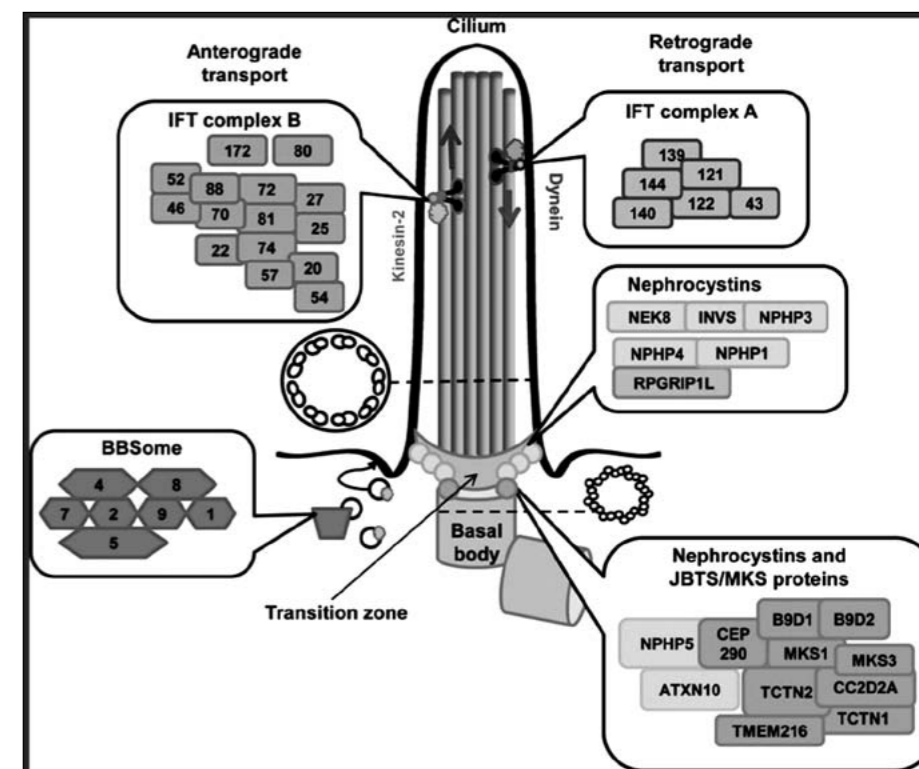 Cilium
Anterograde
transport
Retrograde
transport
IFT complex B
172 80
52 88 72 27
46 70 81 25
22 74
57 20
54
Kinesin-2
Dynein
IFT complex A
139
121
144
140 122 43
Nephrocystins
NEK8 INVS NPHP3
NPHP4 NPHP1
RPGRIP1L
BBSome
4 8
7 2 9 1
5
Basal
body
Transition zone
Nephrocystins and
JBTS/MKS proteins
B9D1 B9D2
NPHP5 CEP
290 MKS1 MKS3
ATXN10 TCTN2 CC2D2A
TCTN1
TMEM216